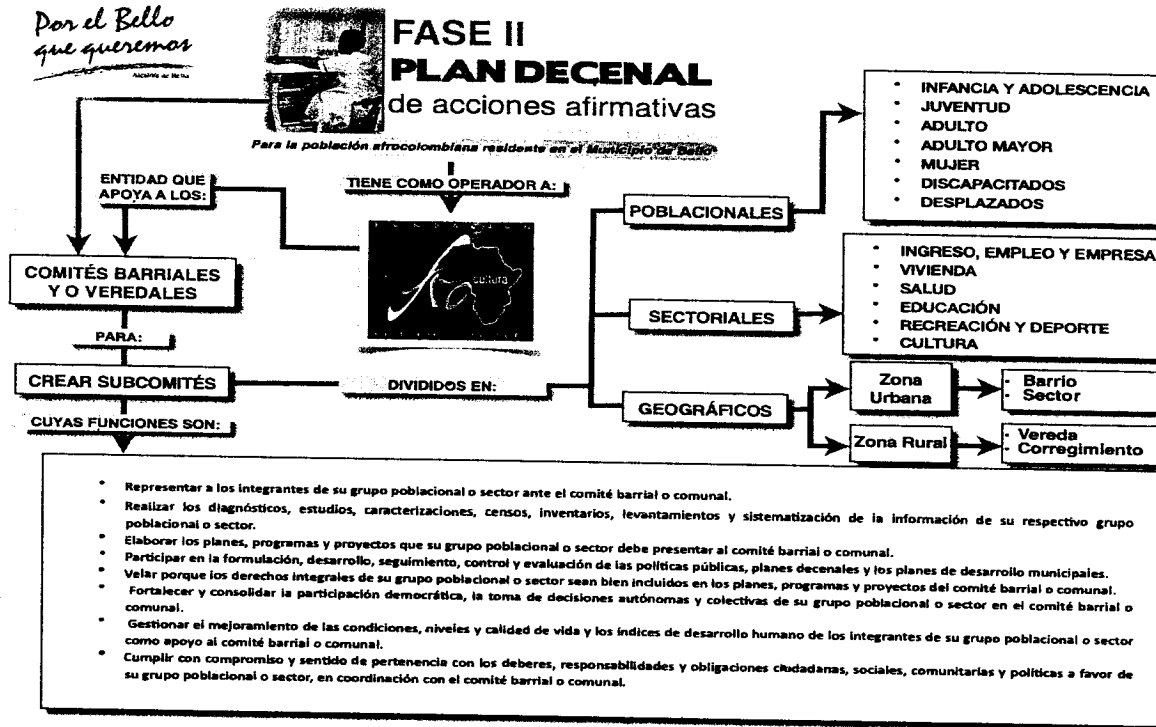 Por el Bello
que queremos
Alcaldía de Bello
FASE II
PLAN DECENAL
de acciones afirmativas
Para la población afrocolombiana residente en el Municipio de Bello
ENTIDAD QUE
APOYA A LOS:
TIENE COMO OPERADOR A:
cultura
COMITÉS BARRIALES
Y O VEREDALES
PARA:
CREAR SUBCOMITÉS
DIVIDIDOS EN:
CUYAS FUNCIONES SON:
POBLACIONALES
• INFANCIA Y ADOLESCENCIA
• JUVENTUD
• ADULTO
• ADULTO MAYOR
• MUJER
• DISCAPACITADOS
• DESPLAZADOS
SECTORIALES
• INGRESO, EMPLEO Y EMPRESA
• VIVIENDA
• SALUD
• EDUCACIÓN
• RECREACIÓN Y DEPORTE
• CULTURA
GEOGRÁFICOS
Zona
Urbana
- Barrio
- Sector
Zona Rural
- Vereda
- Corregimiento
• Representar a los integrantes de su grupo poblacional o sector ante el comité barrial o comunal.
• Realizar los diagnósticos, estudios, caracterizaciones, censos, inventarios, levantamientos y sistematización de la información de su respectivo grupo
poblacional o sector.
• Elaborar los planes, programas y proyectos que su grupo poblacional o sector debe presentar al comité barrial o comunal.
• Participar en la formulación, desarrollo, seguimiento, control y evaluación de las políticas públicas, planes decenales y los planes de desarrollo municipales.
• Velar porque los derechos integrales de su grupo poblacional o sector sean bien incluidos en los planes, programas y proyectos del comité barrial o comunal.
• Fortalecer y consolidar la participación democrática, la toma de decisiones autónomas y colectivas de su grupo poblacional o sector en el comité barrial o
comunal.
• Gestionar el mejoramiento de las condiciones, niveles y calidad de vida y los índices de desarrollo humano de los integrantes de su grupo poblacional o sector
como apoyo al comité barrial o comunal.
• Cumplir con compromiso y sentido de pertenencia con los deberes, responsabilidades y obligaciones ciudadanas, sociales, comunitarias y políticas a favor de
su grupo poblacional o sector, en coordinación con el comité barrial o comunal.